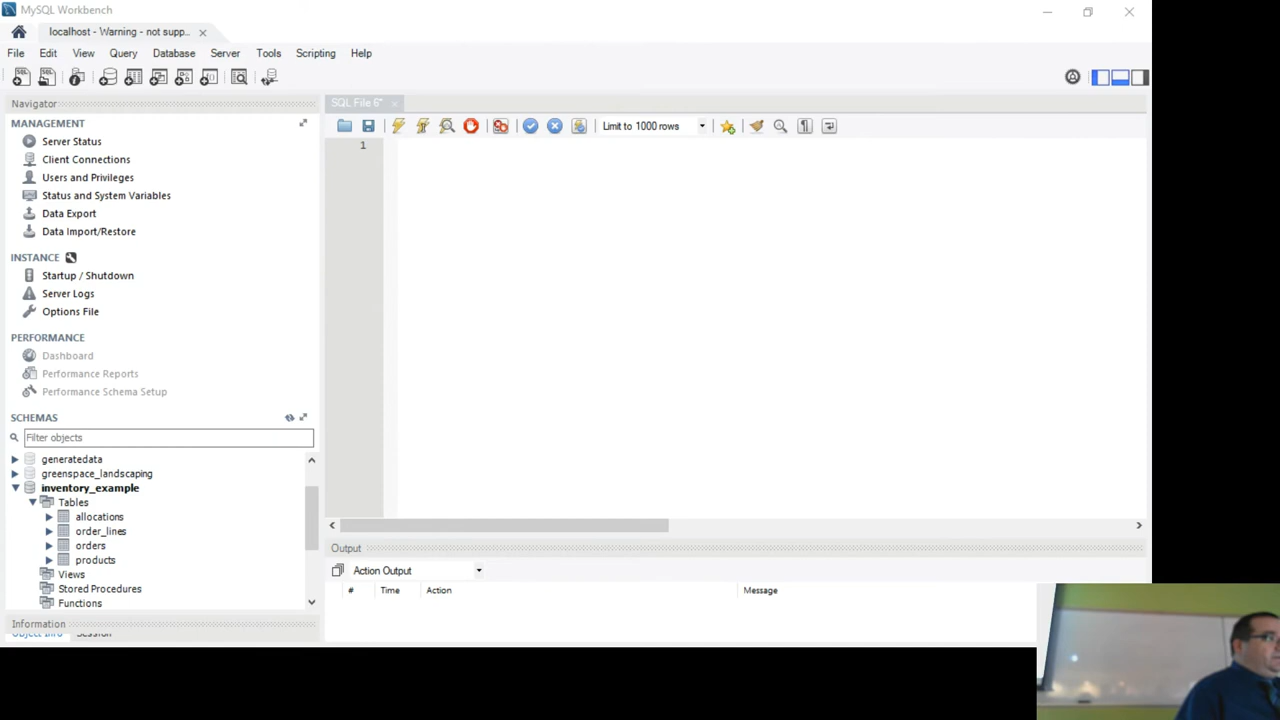 MySQL Workbench
localhost - Warning - not supp...
File Edit View Query Database Server Tools Scripting Help
Navigator
SQL File 6*
MANAGEMENT
Server Status
Client Connections
Users and Privileges
Status and System Variables
Data Export
Data Import/Restore
INSTANCE
Startup / Shutdown
Server Logs
Options File
PERFORMANCE
Dashboard
Performance Reports
Performance Schema Setup
SCHEMAS
Filter objects
generatedata
greenspace_landscaping
inventory_example
Tables
allocations
order_lines
orders
products
Views
Stored Procedures
Functions
Information
Object Info Session
Limit to 1000 rows
1
Output
Action Output
# Time Action Message